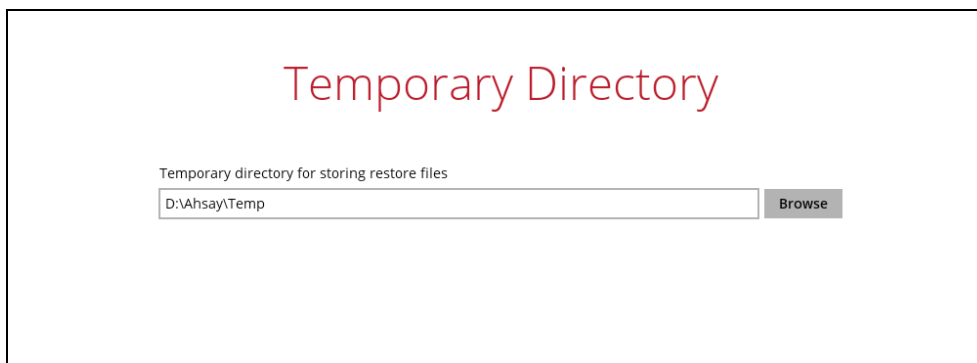 Temporary Directory
Temporary directory for storing restore files
D:\Ahsay\Temp
Browse